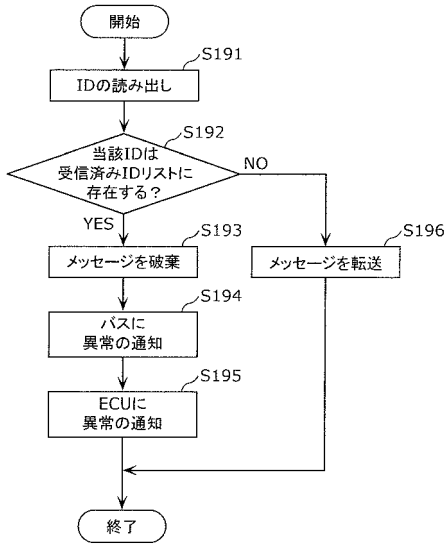 開始
S191
IDの読み出し
S192
当該IDは
受信済みIDリストに
存在する?
NO
YES
S193
メッセージを破棄
S196
メッセージを転送
S194
バスに
異常の通知
S195
ECUに
異常の通知
終了